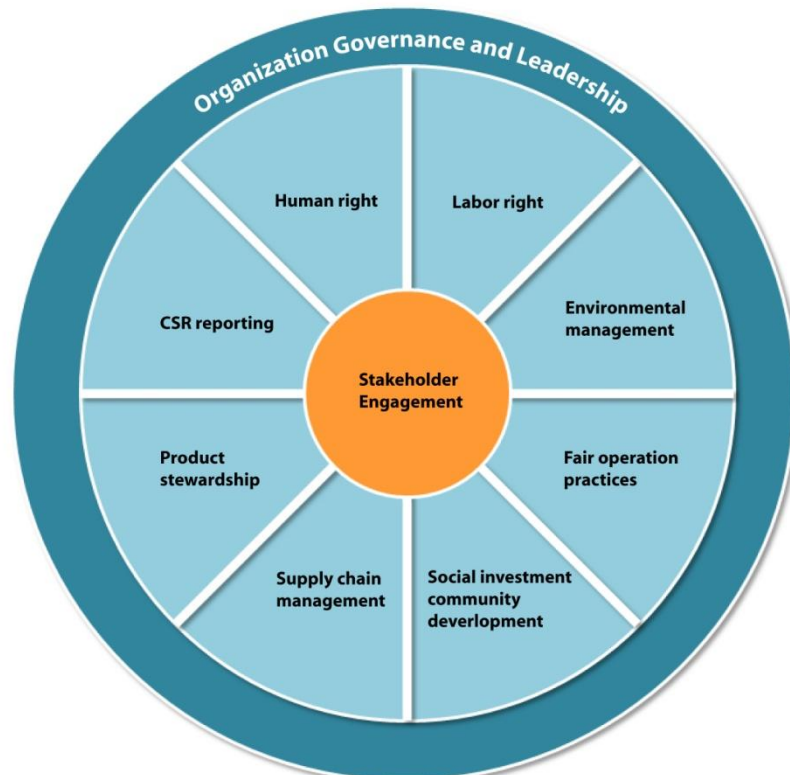 Organization Governance and Leadership
Human right
Labor right
Environmental
management
Fair operation
practices
Social investment
community
deverlopment
Supply chain
management
Product
stewardship
CSR reporting
Stakeholder
Engagement